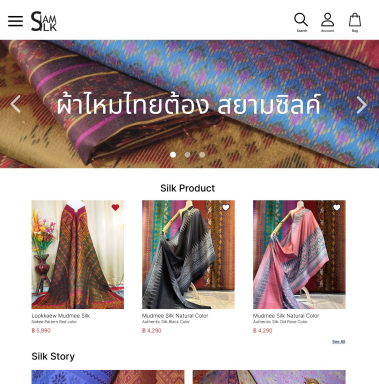 SIAM SILK
Search
Account
Bag
ผ้าไหมไทยต้อง สยามซิลค์
Silk Product
Lookkaew Mudmee Silk
Naree Pattern Red color
฿ 5,990
Mudmee Silk Natural Color
Authentic Silk Black Color
฿ 4,290
Mudmee Silk Natural Color
Authentic Silk Old Rose Color
฿ 4,290
See All
Silk Story